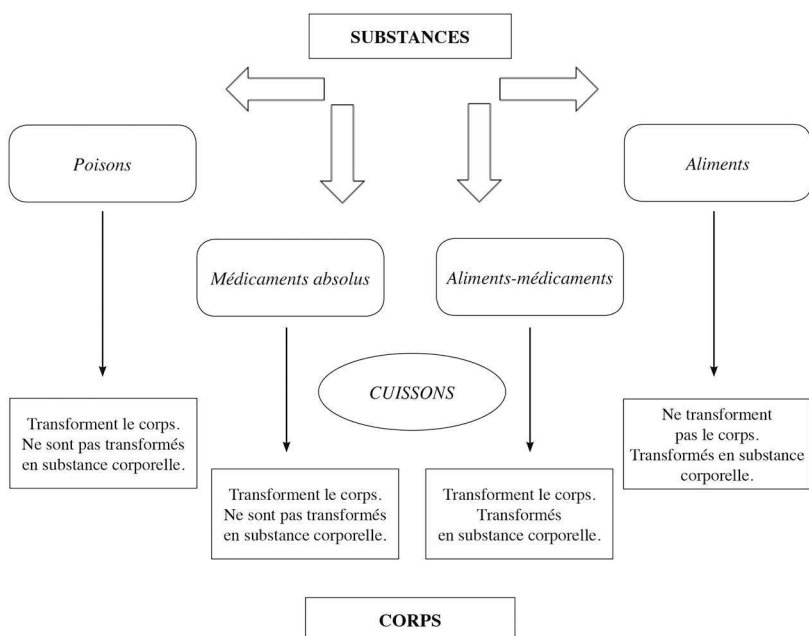 SUBSTANCES
Poisons
Aliments
Médicaments absolus
Aliments-médicaments
CUISSONS
Transforment le corps.
Ne sont pas transformés
en substance corporelle.
Ne transforment
pas le corps.
Transformés en substance
corporelle.
Transforment le corps.
Ne sont pas transformés
en substance corporelle.
Transforment le corps.
Transformés
en substance corporelle.
CORPS